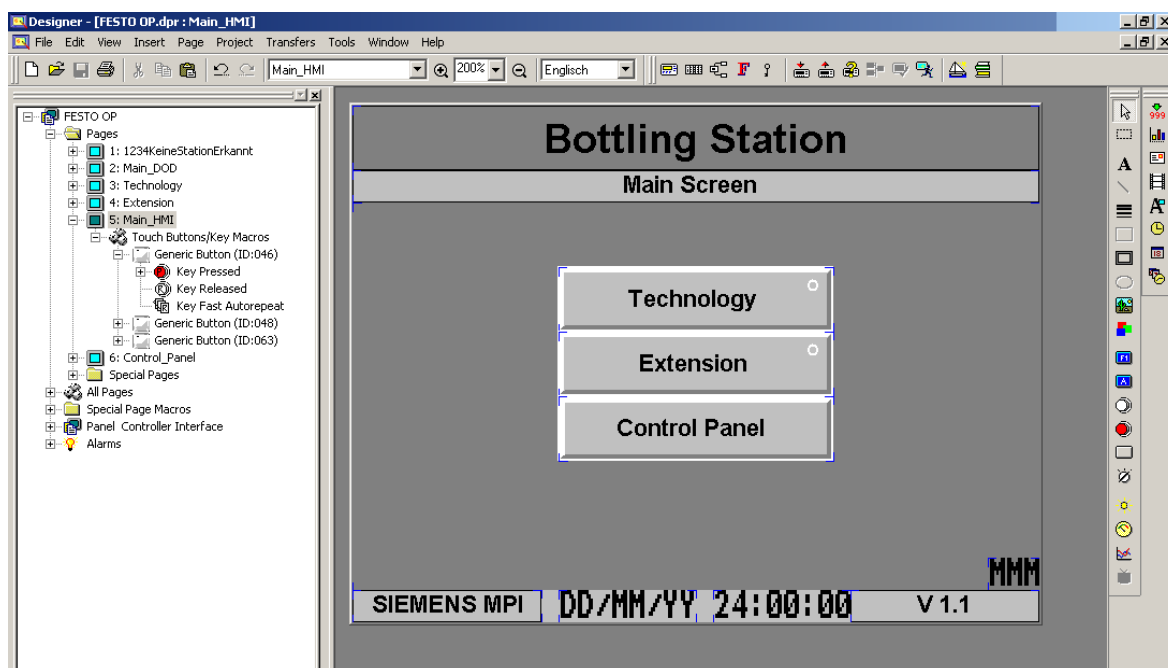 Designer - [FESTO OP.dpr : Main_HMI]
File Edit View Insert Page Project Transfers Tools Window Help
Main_HMI 200% Englisch
FESTO OP
Pages
1: 1234KeineStationErkannt
2: Main_DOD
3: Technology
4: Extension
5: Main_HMI
Touch Buttons/Key Macros
Generic Button (ID:046)
Key Pressed
Key Released
Key Fast Autorepeat
Generic Button (ID:048)
Generic Button (ID:063)
6: Control_Panel
Special Pages
All Pages
Special Page Macros
Panel Controller Interface
Alarms
Bottling Station
Main Screen
Technology
Extension
Control Panel
MMM
SIEMENS MPI DD/MM/YY 24:00:00 V 1.1
999